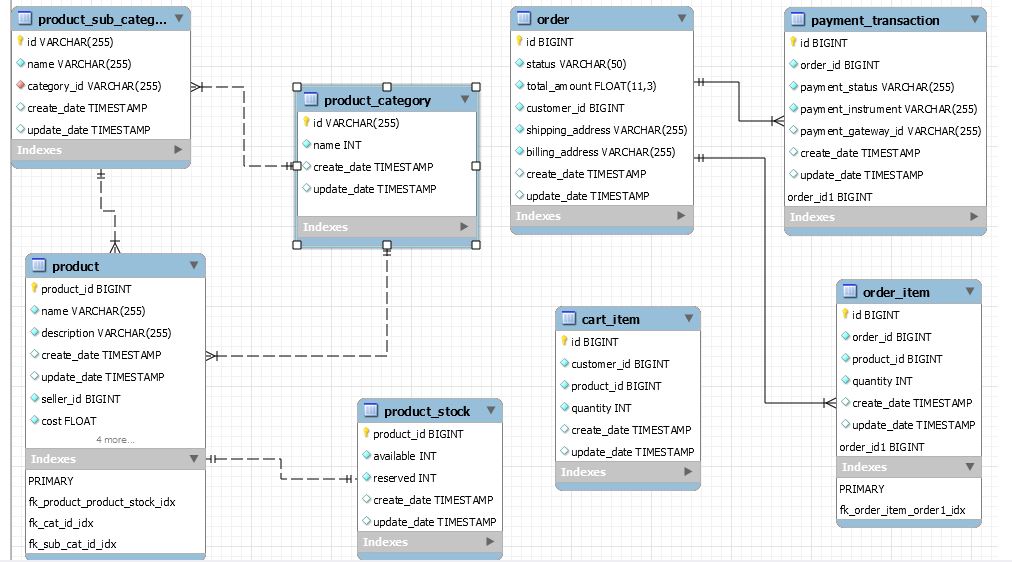 product_sub_categ...
id VARCHAR(255)
name VARCHAR(255)
category_id VARCHAR(255)
create_date TIMESTAMP
update_date TIMESTAMP
Indexes
product_category
id VARCHAR(255)
name INT
create_date TIMESTAMP
update_date TIMESTAMP
Indexes
order
id BIGINT
status VARCHAR(50)
total_amount FLOAT(11,3)
customer_id BIGINT
shipping_address VARCHAR(255)
billing_address VARCHAR(255)
create_date TIMESTAMP
update_date TIMESTAMP
Indexes
payment_transaction
id BIGINT
order_id BIGINT
payment_status VARCHAR(255)
payment_instrument VARCHAR(255)
payment_gateway_id VARCHAR(255)
create_date TIMESTAMP
update_date TIMESTAMP
order_id1 BIGINT
Indexes
product
product_id BIGINT
name VARCHAR(255)
description VARCHAR(255)
create_date TIMESTAMP
update_date TIMESTAMP
seller_id BIGINT
cost FLOAT
4 more...
Indexes
PRIMARY
fk_product_product_stock_idx
fk_cat_id_idx
fk_sub_cat_id_idx
product_stock
product_id BIGINT
available INT
reserved INT
create_date TIMESTAMP
update_date TIMESTAMP
Indexes
cart_item
id BIGINT
customer_id BIGINT
product_id BIGINT
quantity INT
create_date TIMESTAMP
update_date TIMESTAMP
Indexes
order_item
id BIGINT
order_id BIGINT
product_id BIGINT
quantity INT
create_date TIMESTAMP
update_date TIMESTAMP
order_id1 BIGINT
Indexes
PRIMARY
fk_order_item_order1_idx